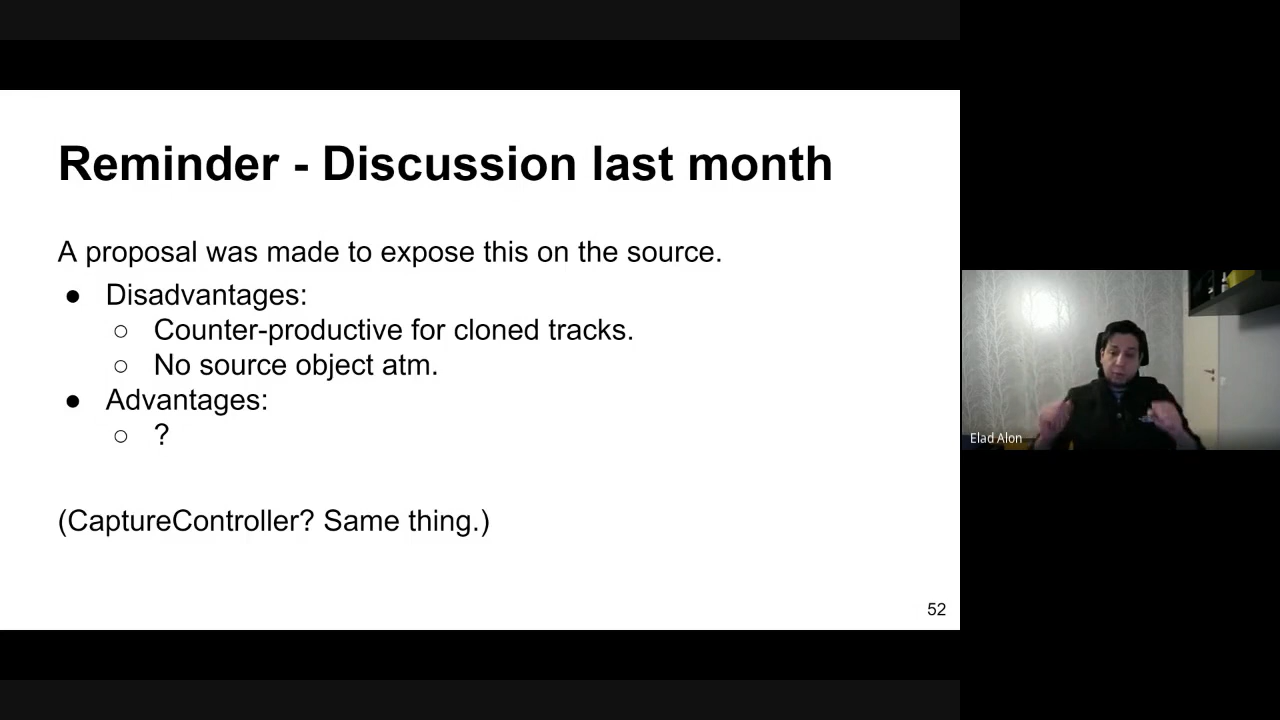 Reminder - Discussion last month
A proposal was made to expose this on the source.
● Disadvantages:
○ Counter-productive for cloned tracks.
○ No source object atm.
● Advantages:
○ ?
(CaptureController? Same thing.)
52
Elad Alon